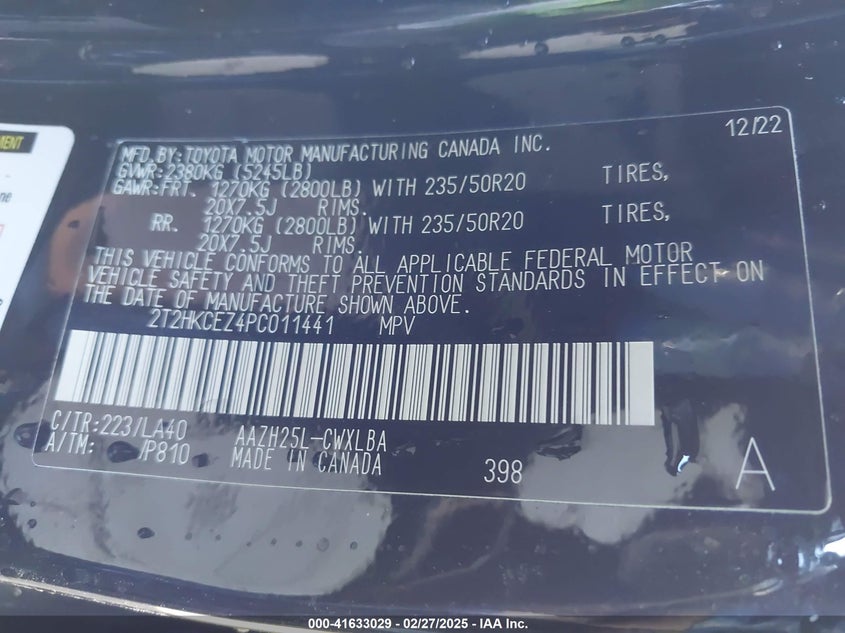 MENT
ne
12/22
MFD.BY:TOYOTA MOTOR MANUFACTURING CANADA INC.
GVWR:2380KG (5245LB)
GAWR:FRT. 1270KG (2800LB) WITH 235/50R20 TIRES,
20X7.5J RIMS.
RR. 1270KG (2800LB) WITH 235/50R20 TIRES,
20X7.5J RIMS.
THIS VEHICLE CONFORMS TO ALL APPLICABLE FEDERAL MOTOR
VEHICLE SAFETY AND THEFT PREVENTION STANDARDS IN EFFECT ON
THE DATE OF MANUFACTURE SHOWN ABOVE.
2T2HKCEZ4PC011441 MPV
C/TR:223/LA40 AAZH25L-CWXLBA
A/TM: /P810 MADE IN CANADA 398 A
000-41633029 - 02/27/2025 - IAA Inc.